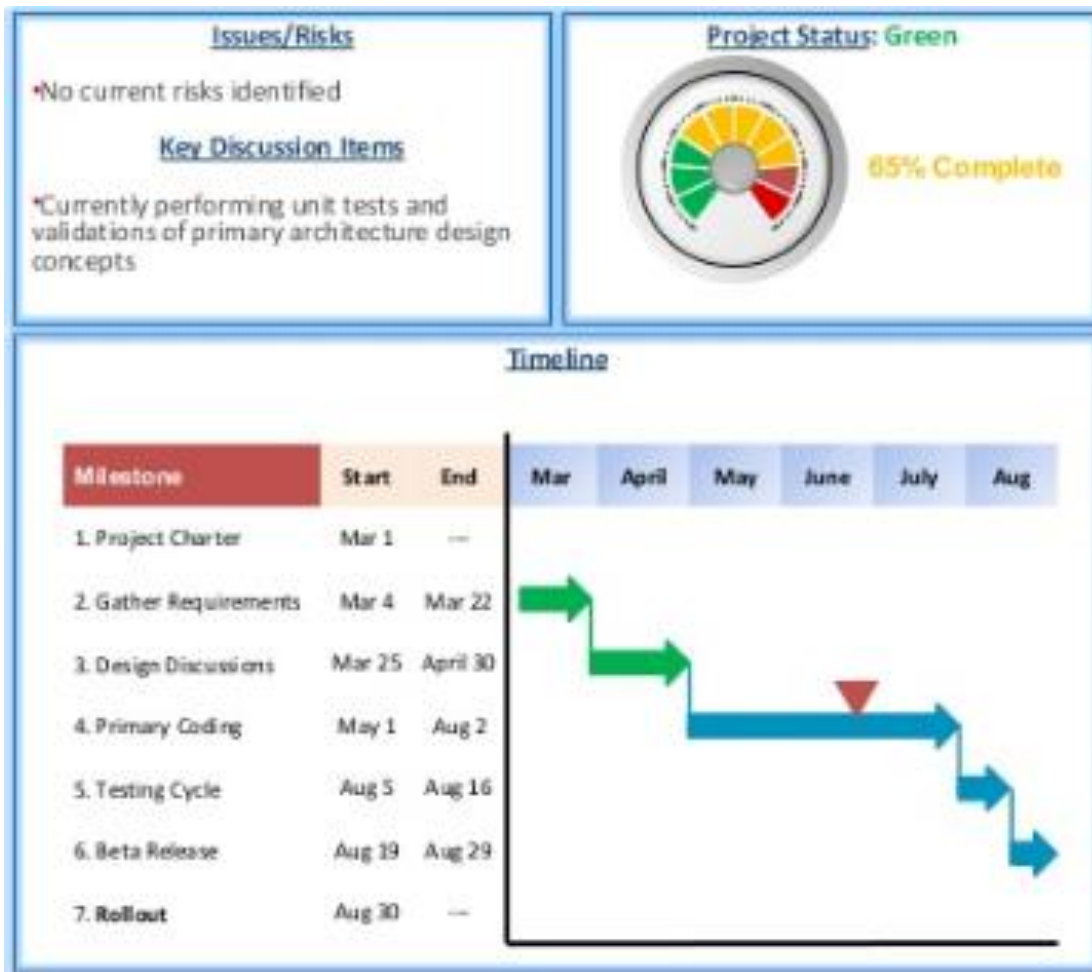 Issues/Risks
•No current risks identified
Key Discussion Items
•Currently performing unit tests and
validations of primary architecture design
concepts
Project Status: Green
65% Complete
Timeline
Milestone Start End Mar April May June July Aug
1. Project Charter Mar 1 ---
2. Gather Requirements Mar 4 Mar 22
3. Design Discussions Mar 25 April 30
4. Primary Coding May 1 Aug 2
5. Testing Cycle Aug 5 Aug 16
6. Beta Release Aug 19 Aug 29
7. Rollout Aug 30 ---